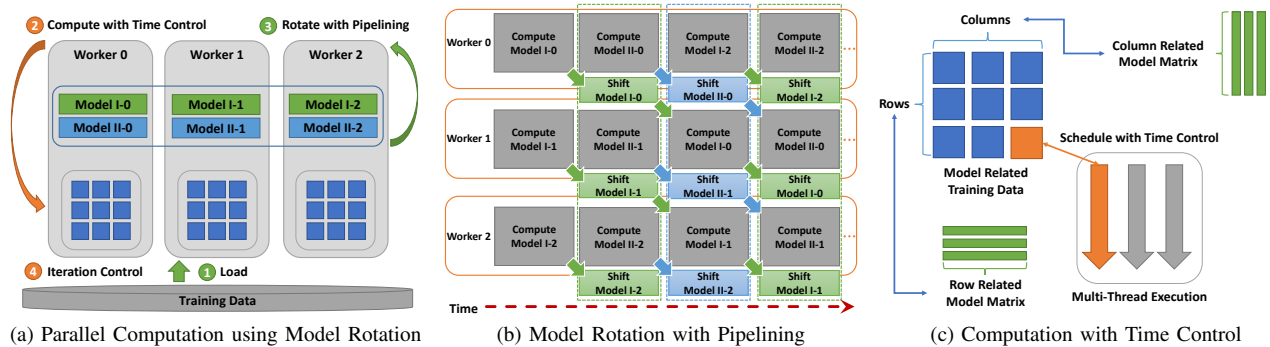 2 Compute with Time Control
3 Rotate with Pipelining
Worker 0
Worker 1
Worker 2
Model I-0
Model I-1
Model I-2
Model II-0
Model II-1
Model II-2
4 Iteration Control
1 Load
Training Data
(a) Parallel Computation using Model Rotation
Worker 0
Compute
Model I-0
Compute
Model II-0
Compute
Model I-2
Compute
Model II-2
...
Shift
Model I-0
Shift
Model II-0
Shift
Model I-2
Worker 1
Compute
Model I-1
Compute
Model II-1
Compute
Model I-0
Compute
Model II-0
...
Shift
Model I-1
Shift
Model II-1
Shift
Model I-0
Worker 2
Compute
Model I-2
Compute
Model II-2
Compute
Model I-1
Compute
Model II-1
...
Shift
Model I-2
Shift
Model II-2
Shift
Model I-1
Time
(b) Model Rotation with Pipelining
Columns
Column Related
Model Matrix
Rows
Schedule with Time Control
Model Related
Training Data
Row Related
Model Matrix
Multi-Thread Execution
(c) Computation with Time Control